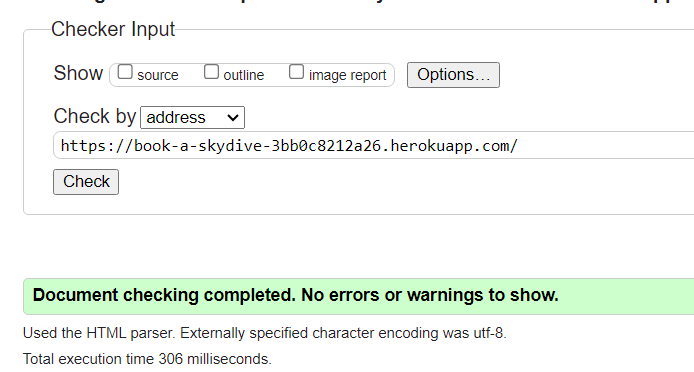 Checker Input
Show source outline image report Options...
Check by address
https://book-a-skydive-3bb0c8212a26.herokuapp.com/
Check
Document checking completed. No errors or warnings to show.
Used the HTML parser. Externally specified character encoding was utf-8.
Total execution time 306 milliseconds.